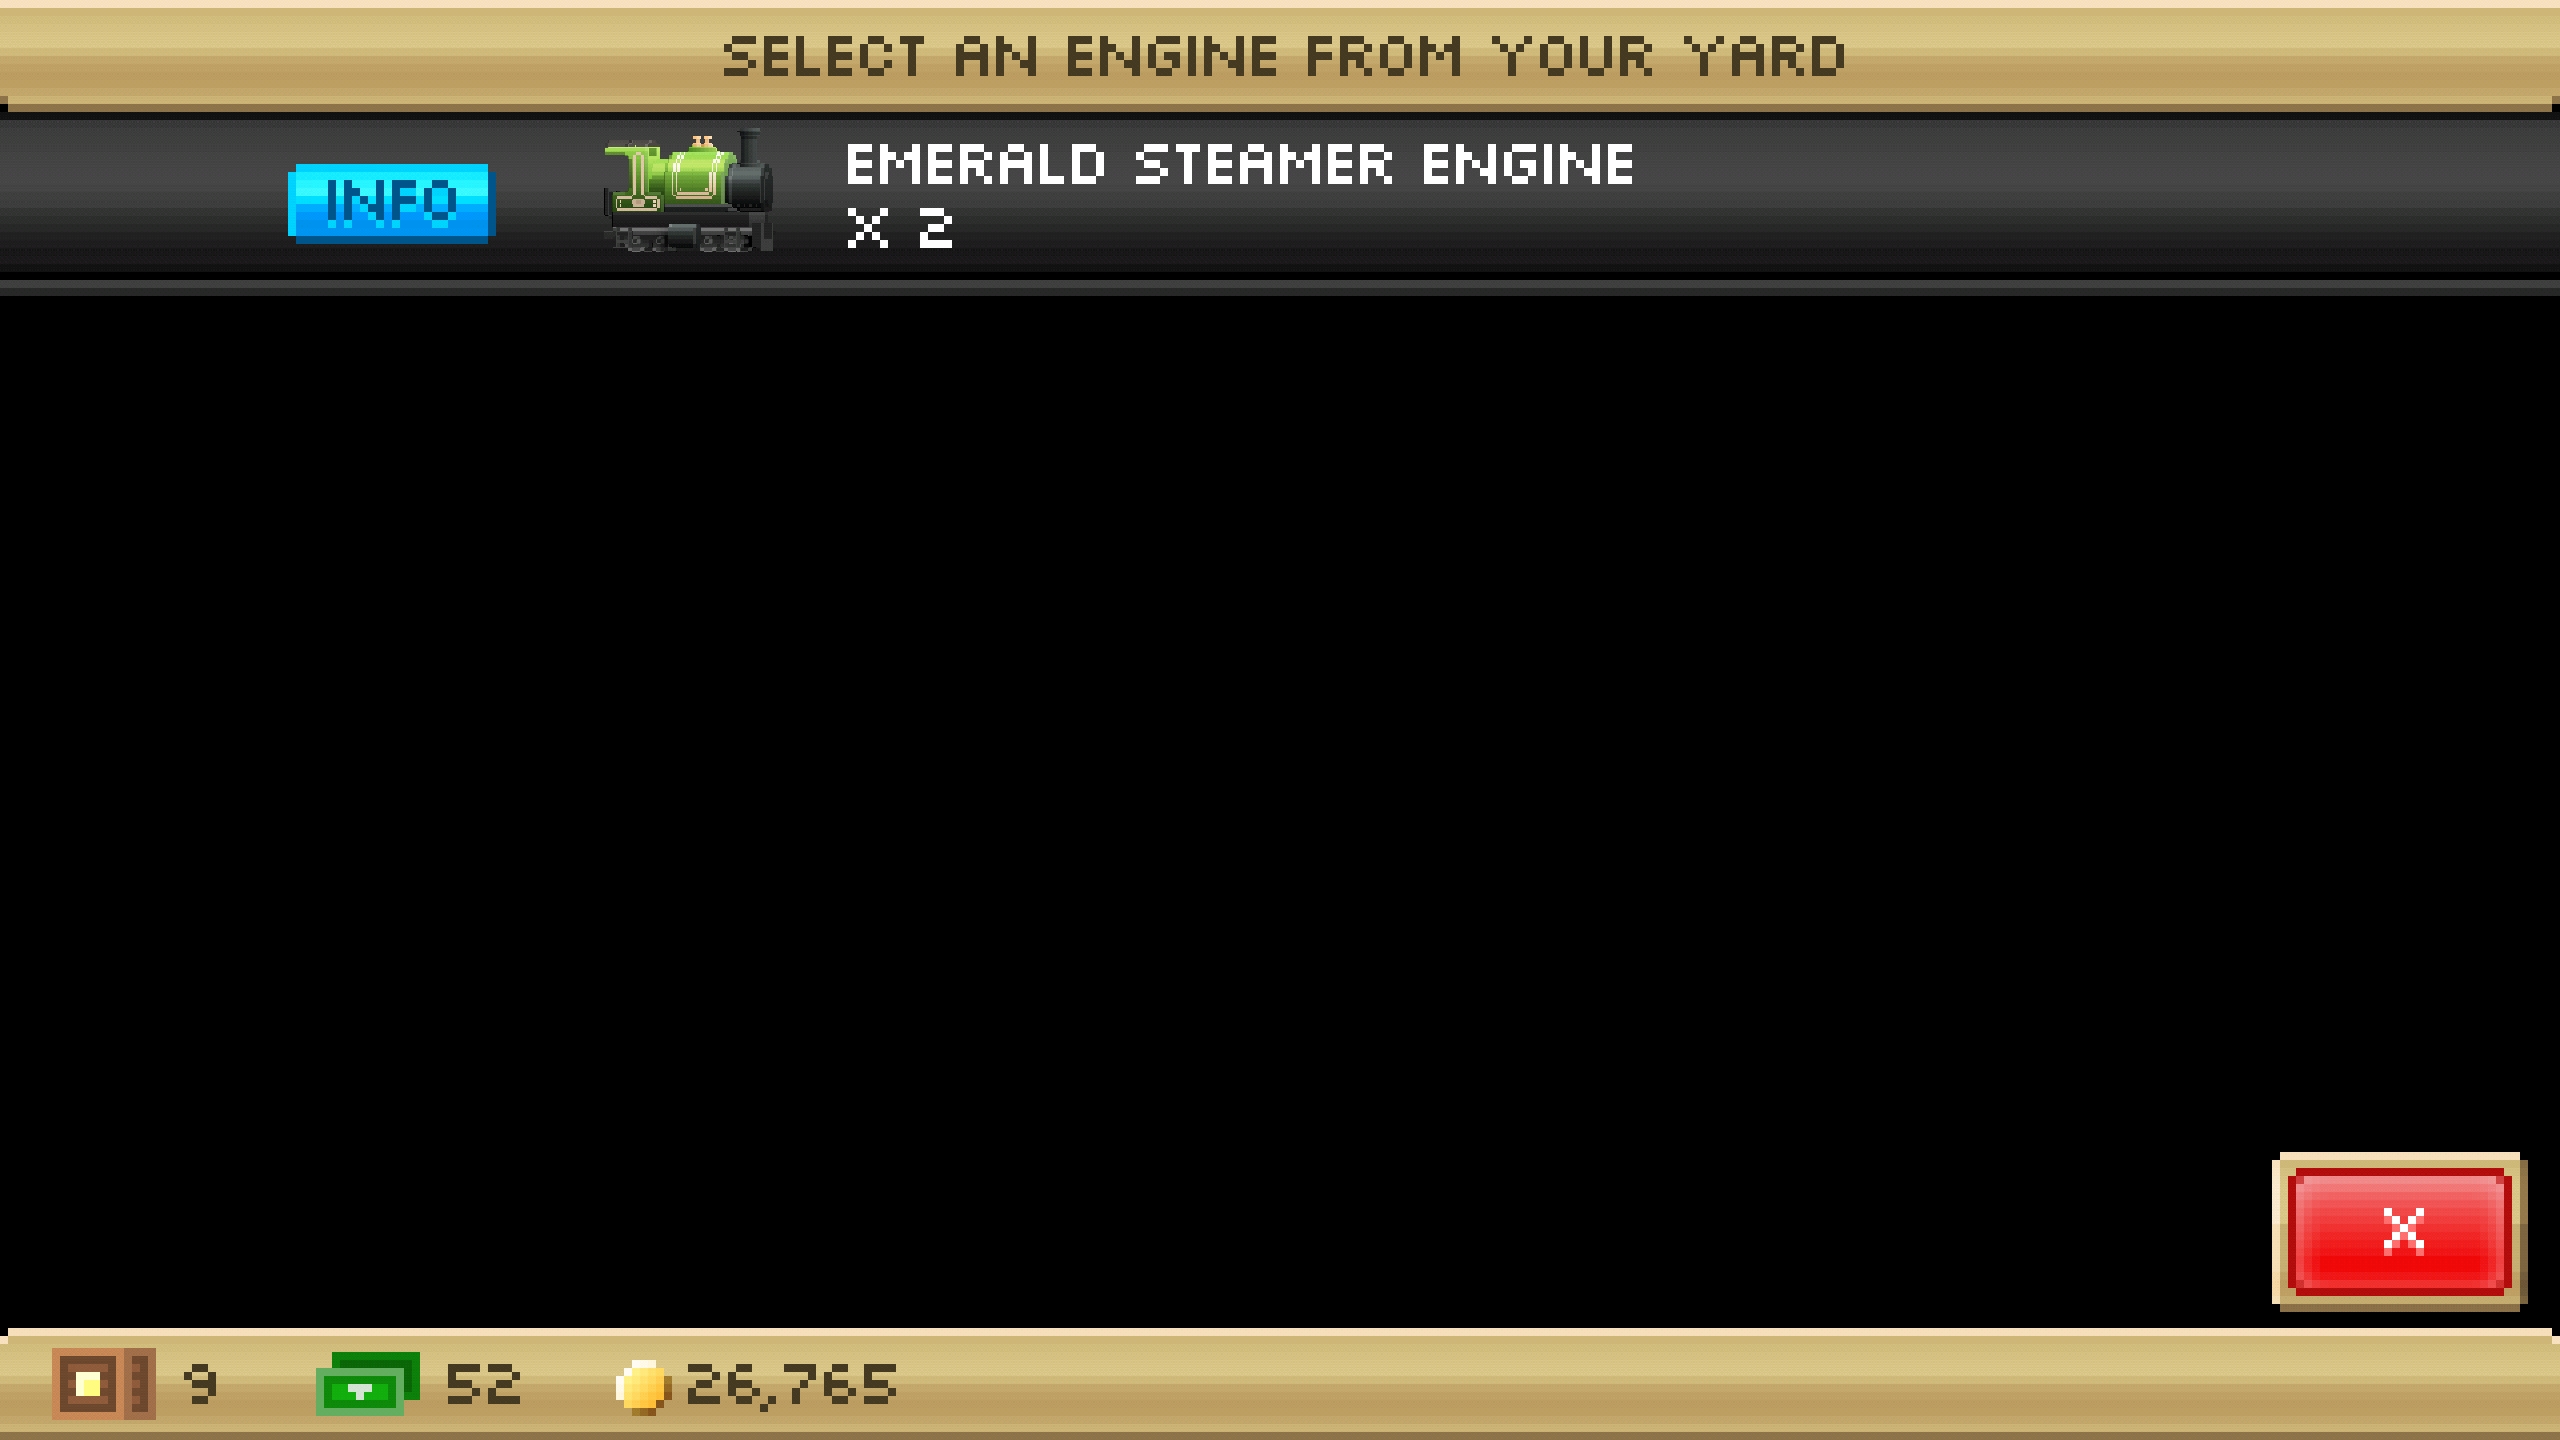 SELECT AN ENGINE FROM YOUR YARD
INFO
EMERALD STEAMER ENGINE
X 2
X
9 52 26,765